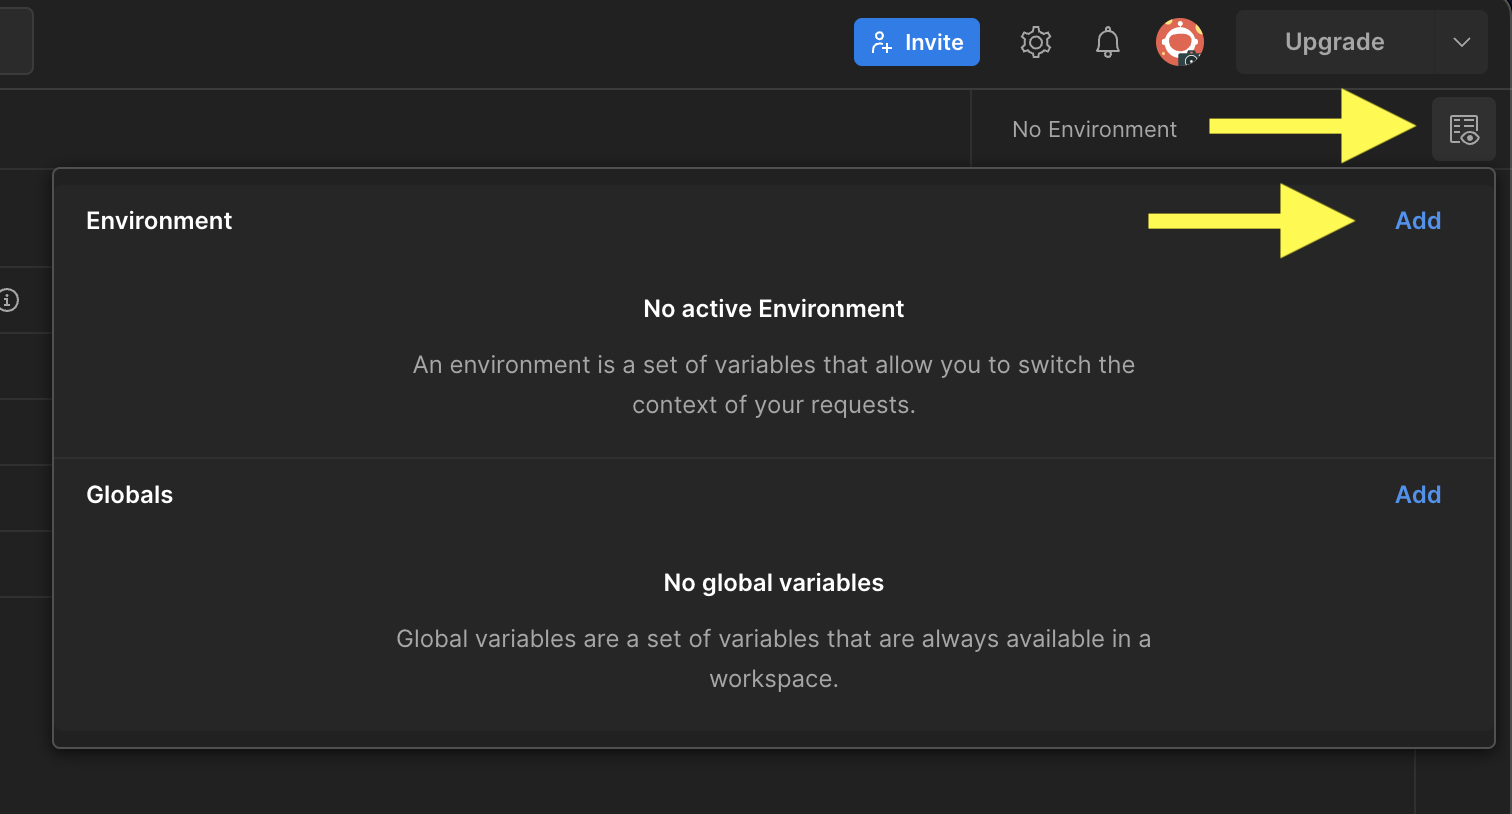 Invite
Upgrade
No Environment
Environment
Add
No active Environment
An environment is a set of variables that allow you to switch the
context of your requests.
Globals
Add
No global variables
Global variables are a set of variables that are always available in a
workspace.